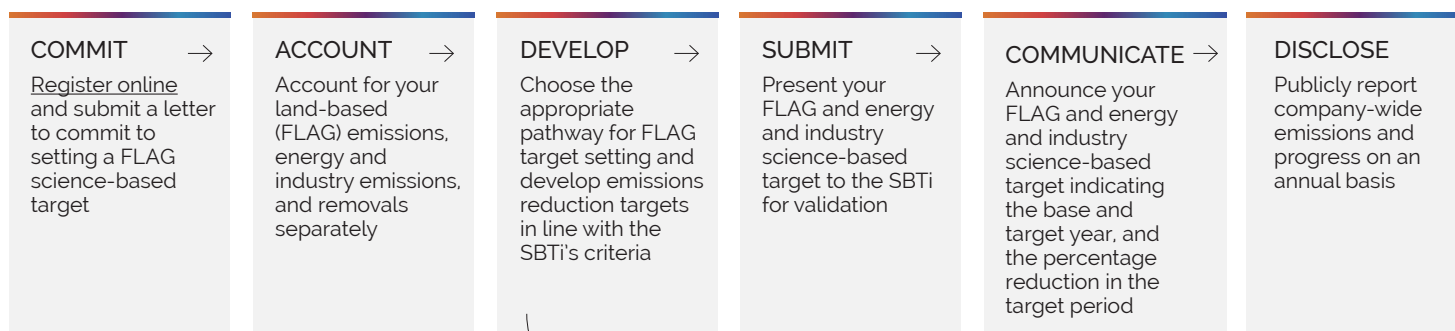 COMMIT
Register online
and submit a letter
to commit to
setting a FLAG
science-based
target
ACCOUNT
Account for your
land-based
(FLAG) emissions,
energy and
industry emissions,
and removals
separately
DEVELOP
Choose the
appropriate
pathway for FLAG
target setting and
develop emissions
reduction targets
in line with the
SBTi’s criteria
SUBMIT
Present your
FLAG and energy
and industry
science-based
target to the SBTi
for validation
COMMUNICATE
Announce your
FLAG and energy
and industry
science-based
target indicating
the base and
target year, and
the percentage
reduction in the
target period
DISCLOSE
Publicly report
company-wide
emissions and
progress on an
annual basis